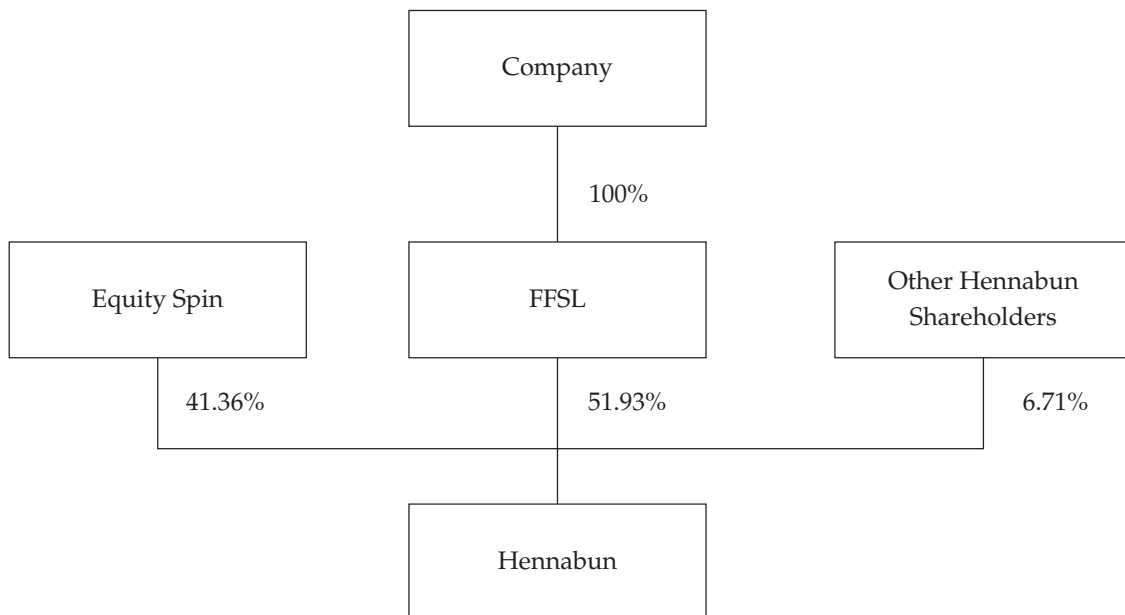 Company
100%
Equity Spin
FFSL
Other Hennabun
Shareholders
41.36%
51.93%
6.71%
Hennabun